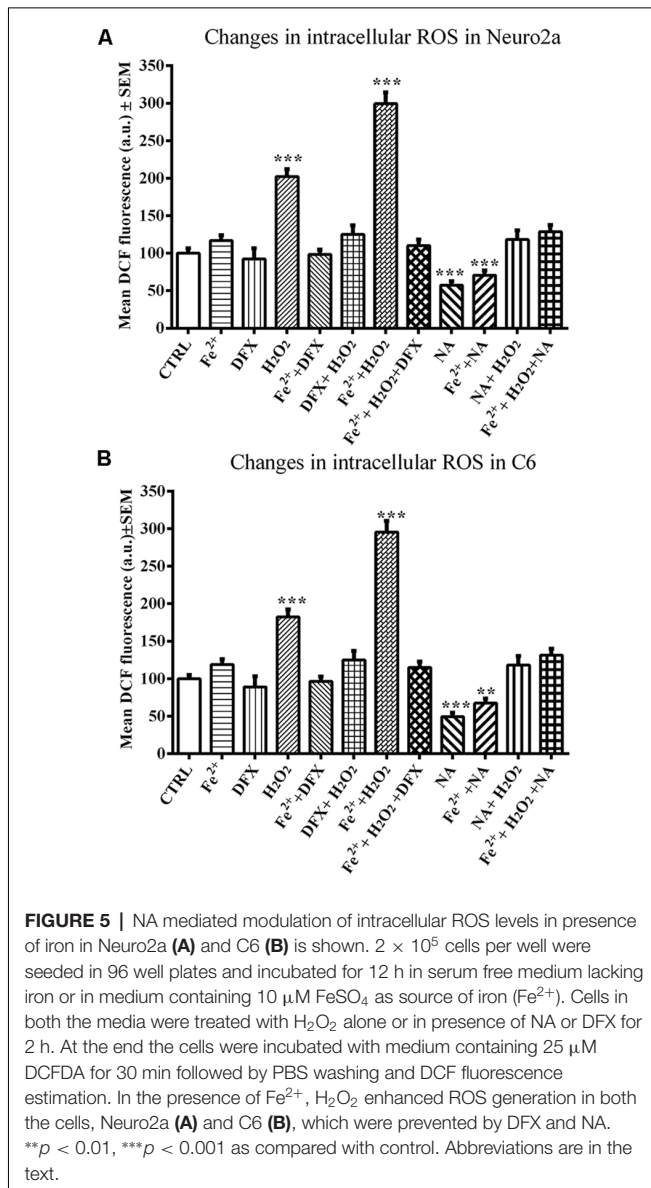 A
Changes in intracellular ROS in Neuro2a
Mean DCF fluorescence (a.u.) ± SEM
350
300
250
200
150
100
50
0
***
***
***
***
CTRL
Fe²⁺
DFX
H₂O₂
Fe²⁺+DFX
DFX+ H₂O₂
Fe²⁺+H₂O₂
Fe²⁺+ H₂O₂+DFX
NA
Fe²⁺+NA
NA+ H₂O₂
Fe²⁺+ H₂O₂+NA
B
Changes in intracellular ROS in C6
Mean DCF fluorescence (a.u.)±SEM
350
300
250
200
150
100
50
0
***
***
***
**
CTRL
Fe²⁺
DFX
H₂O₂
Fe²⁺+DFX
DFX+ H₂O₂
Fe²⁺+H₂O₂
Fe²⁺+ H₂O₂ +DFX
NA
Fe²⁺ +NA
NA+ H₂O₂
Fe²⁺+ H₂O₂ +NA
FIGURE 5 | NA mediated modulation of intracellular ROS levels in presence
of iron in Neuro2a (A) and C6 (B) is shown. 2 × 10⁵ cells per well were
seeded in 96 well plates and incubated for 12 h in serum free medium lacking
iron or in medium containing 10 μM FeSO₄ as source of iron (Fe²⁺). Cells in
both the media were treated with H₂O₂ alone or in presence of NA or DFX for
2 h. At the end the cells were incubated with medium containing 25 μM
DCFDA for 30 min followed by PBS washing and DCF fluorescence
estimation. In the presence of Fe²⁺, H₂O₂ enhanced ROS generation in both
the cells, Neuro2a (A) and C6 (B), which were prevented by DFX and NA.
**p < 0.01, ***p < 0.001 as compared with control. Abbreviations are in the
text.